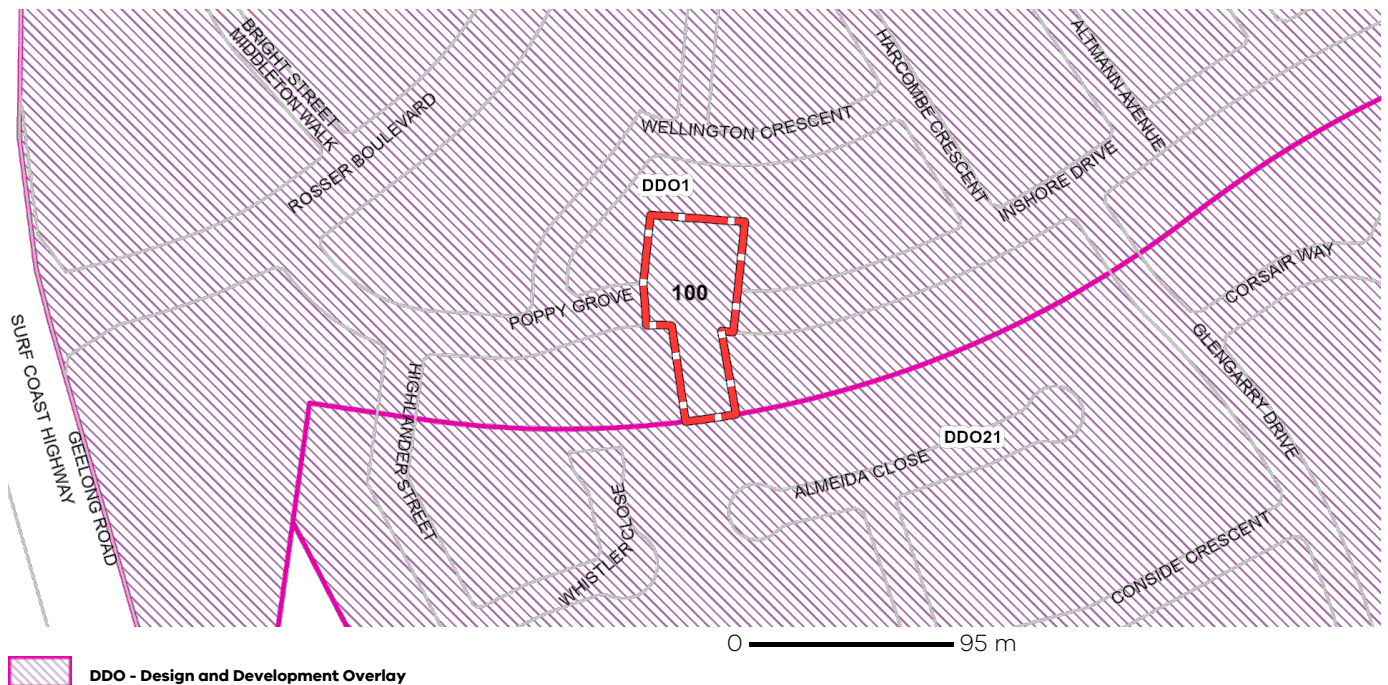 BRIGHT STREET
MIDDLETON WALK
ROSSER BOULEVARD
WELLINGTON CRESCENT
HARCOMBE CRESCENT
ALTMANN AVENUE
INSHORE DRIVE
DDO1
CORSAIR WAY
100
POPPY GROVE
SURF COAST HIGHWAY
GEELONG ROAD
HIGHLANDER STREET
GLENGARRY DRIVE
DDO21
ALMEIDA CLOSE
WHISTLER CLOSE
CONSIDE CRESCENT
0 95 m
DDO - Design and Development Overlay